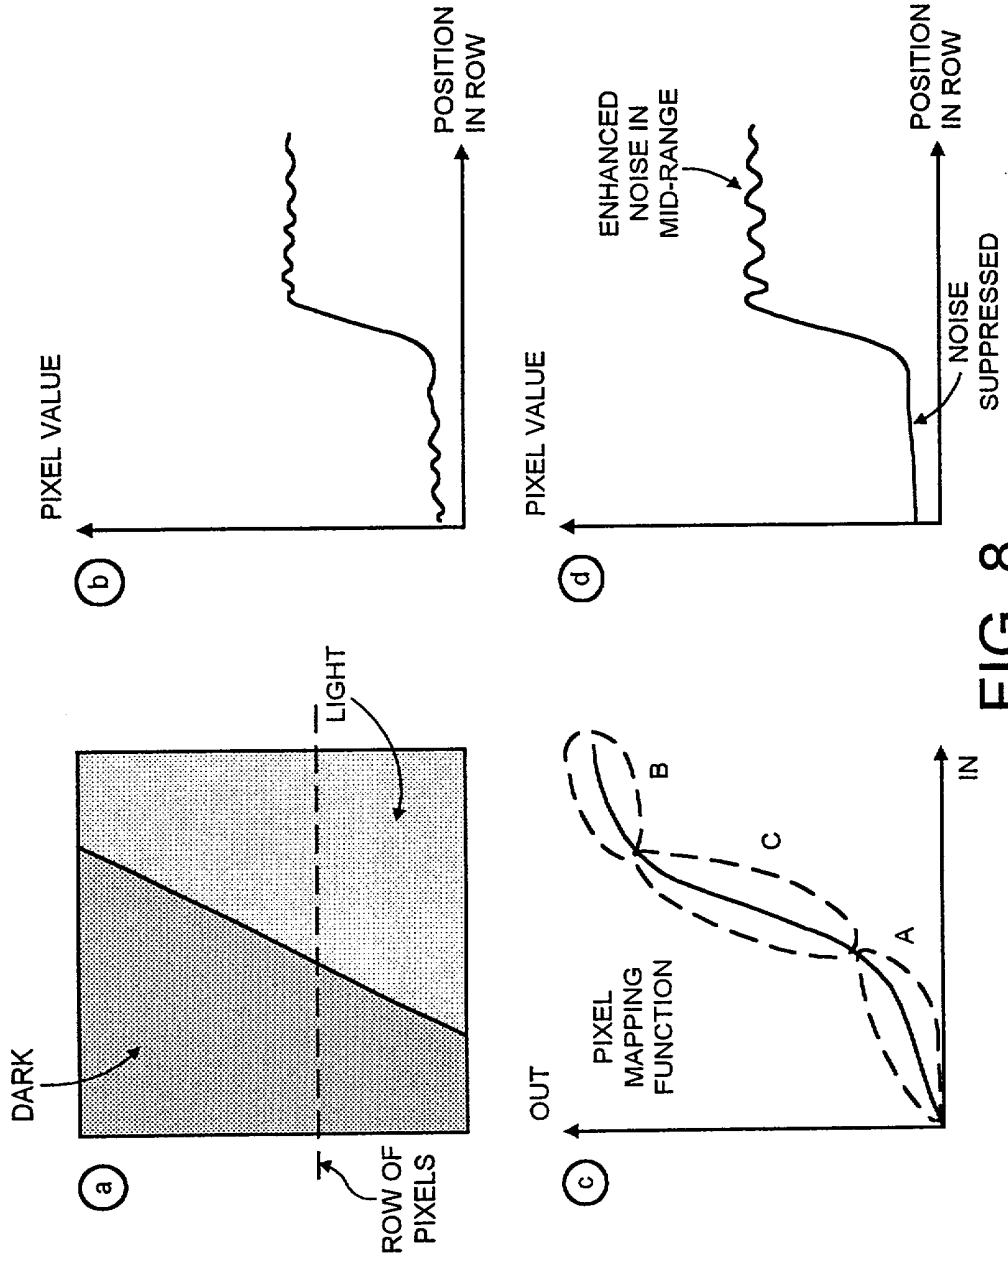 a
DARK
LIGHT
ROW OF
PIXELS
b
PIXEL VALUE
POSITION
IN ROW
c
OUT
PIXEL
MAPPING
FUNCTION
A
C
B
IN
d
PIXEL VALUE
ENHANCED
NOISE IN
MID-RANGE
NOISE
SUPPRESSED
POSITION
IN ROW
FIG. 8